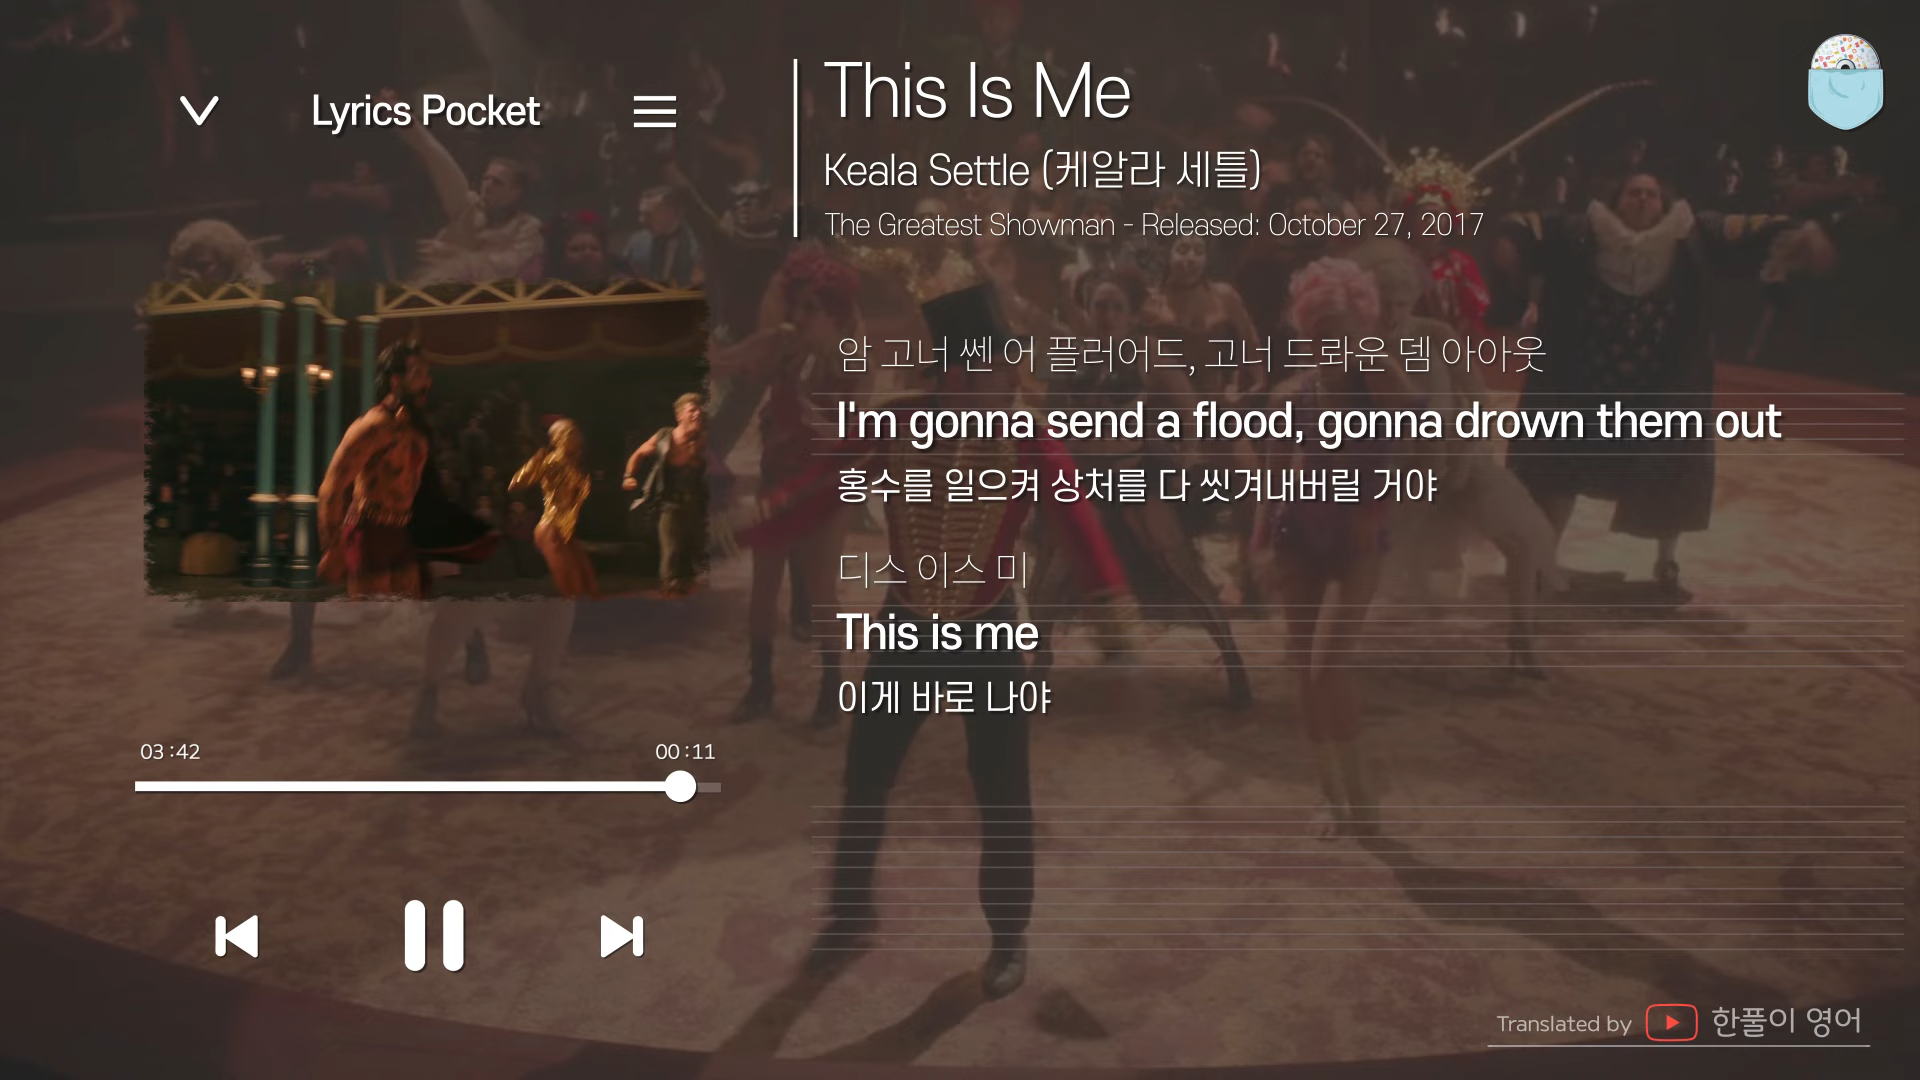 Lyrics Pocket
This Is Me
Keala Settle (케알라 세틀)
The Greatest Showman - Released: October 27, 2017
암 고너 쎈 어 플러어드, 고너 드롸운 뎀 아아웃
I'm gonna send a flood, gonna drown them out
홍수를 일으켜 상처를 다 씻겨내버릴 거야
디스 이스 미
This is me
이게 바로 나야
03 :42
00 :11
Translated by 한풀이 영어